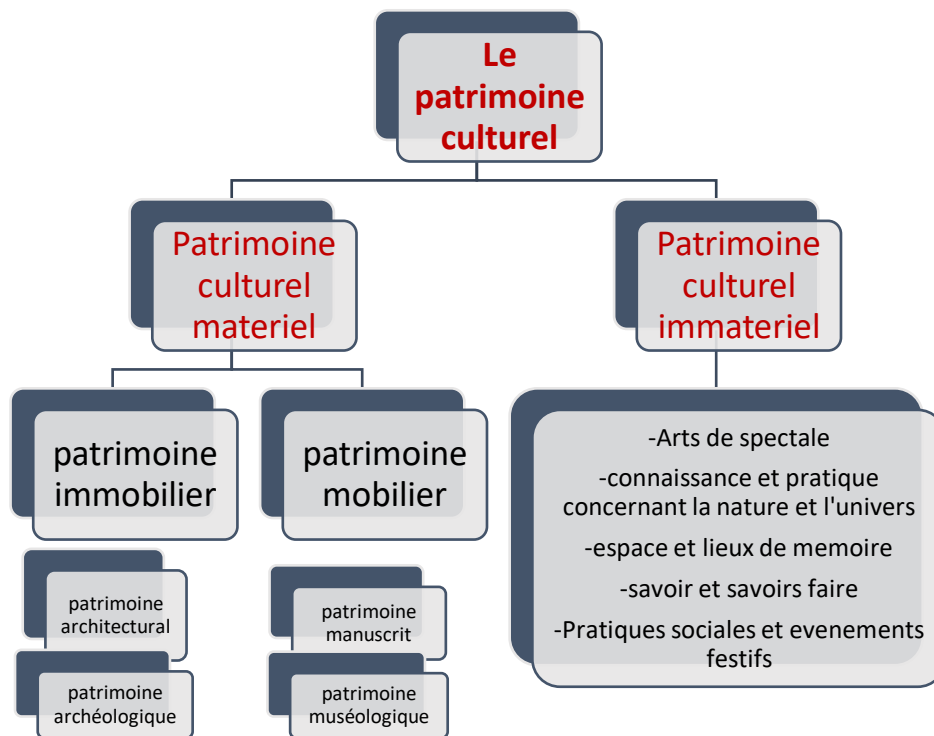 Le
patrimoine
culturel
Patrimoine
culturel
materiel
Patrimoine
culturel
immateriel
patrimoine
immobilier
patrimoine
mobilier
patrimoine
architectural
patrimoine
archéologique
patrimoine
manuscrit
patrimoine
muséologique
-Arts de spectale
-connaissance et pratique
concernant la nature et l'univers
-espace et lieux de memoire
-savoir et savoirs faire
-Pratiques sociales et evenements
festifs